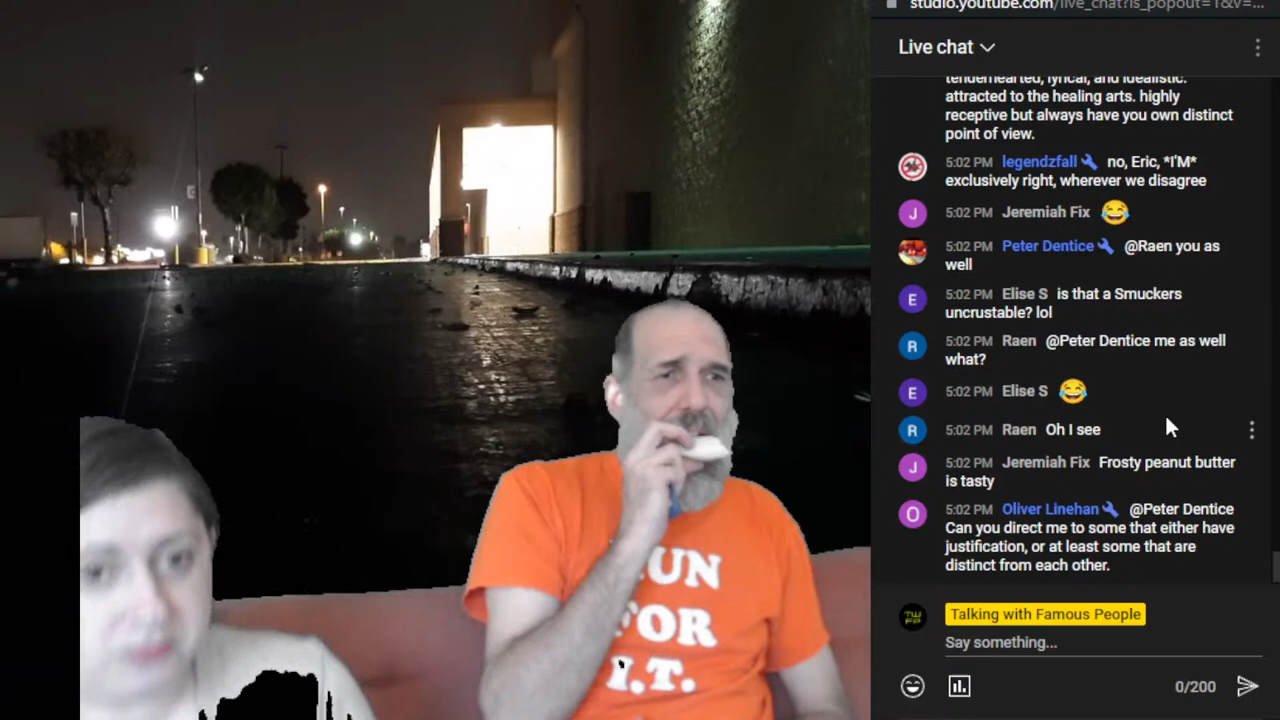 studio.youtube.com/live_chat?is_popout=1&v=...
Live chat
tenderhearted, lyrical, and idealistic.
attracted to the healing arts. highly
receptive but always have you own distinct
point of view.
5:02 PM legendzfall no, Eric, *I'M*
exclusively right, wherever we disagree
J 5:02 PM Jeremiah Fix
5:02 PM Peter Dentice @Raen you as
well
E 5:02 PM Elise S is that a Smuckers
uncrustable? lol
R 5:02 PM Raen @Peter Dentice me as well
what?
E 5:02 PM Elise S
R 5:02 PM Raen Oh I see
J 5:02 PM Jeremiah Fix Frosty peanut butter
is tasty
O 5:02 PM Oliver Linehan @Peter Dentice
Can you direct me to some that either have
justification, or at least some that are
distinct from each other.
TW
FP
Talking with Famous People
Say something...
0/200
FOR
I.T.